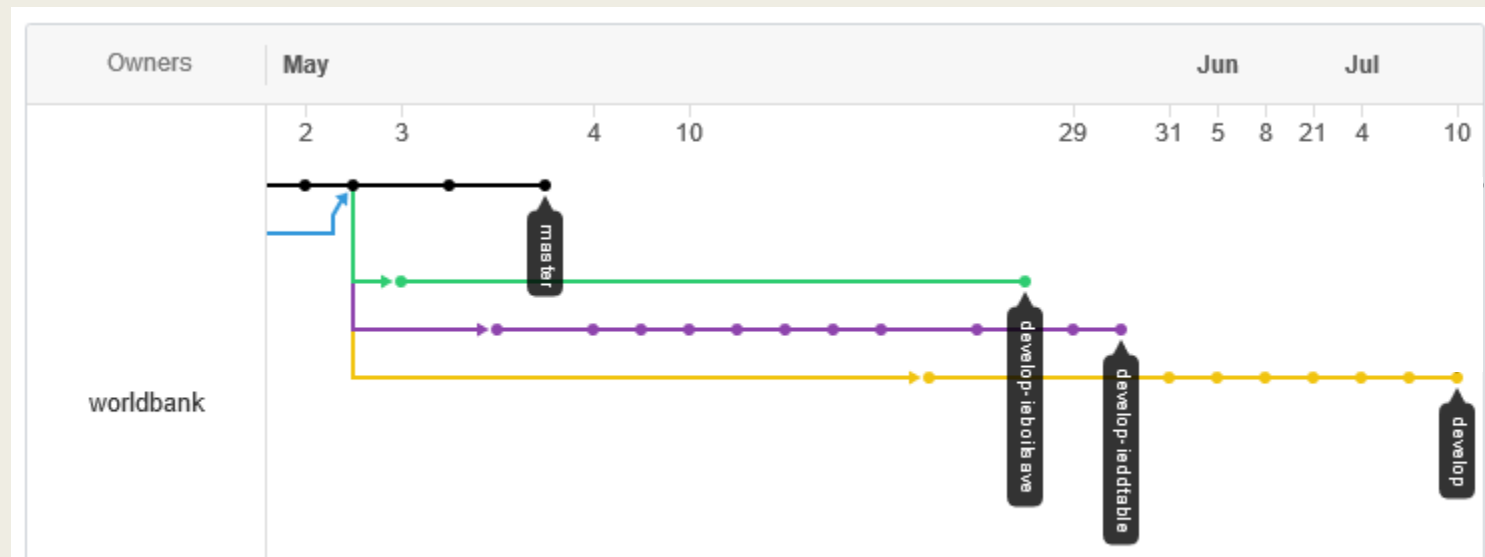 Owners May Jun Jul
2 3 4 10 29 31 5 8 21 4 10
master
develop-ieboilsave
develop-ieddtable
develop
worldbank